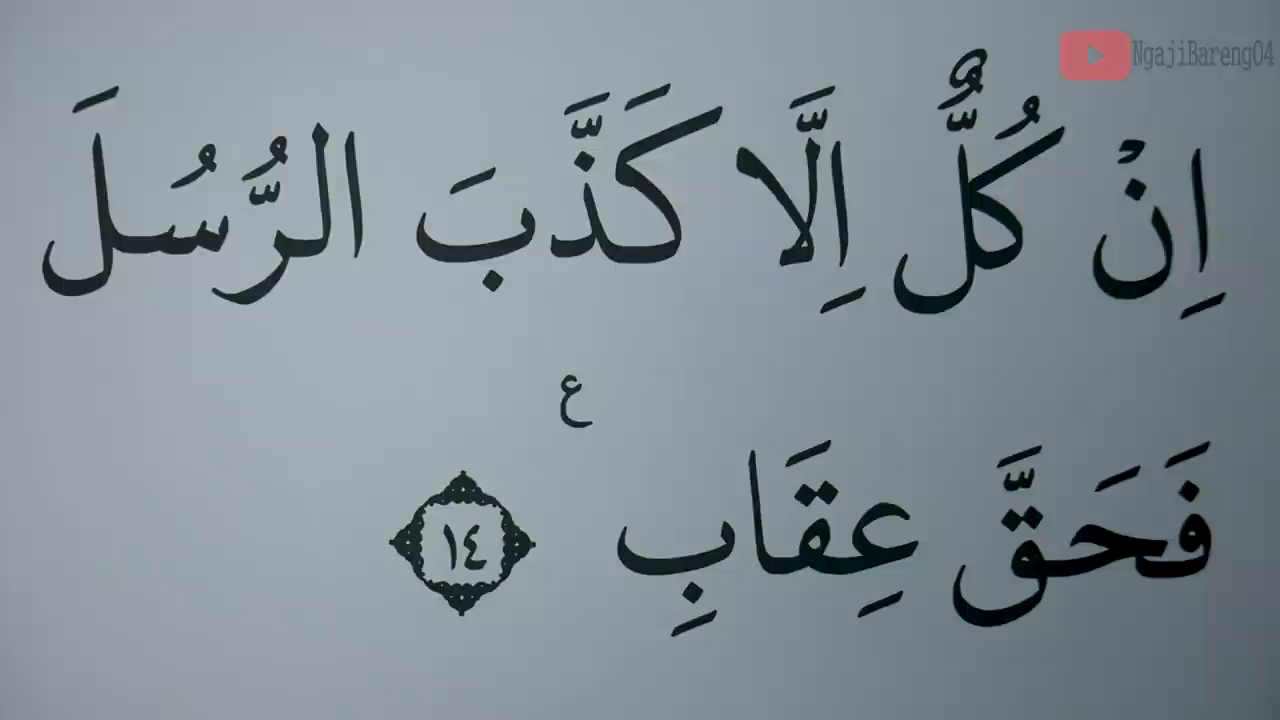 NgajiBareng04
اِنْ كُلٌّ اِلَّا كَذَّبَ الرُّسُلَ
ع
فَحَقَّ عِقَابِ ١٤